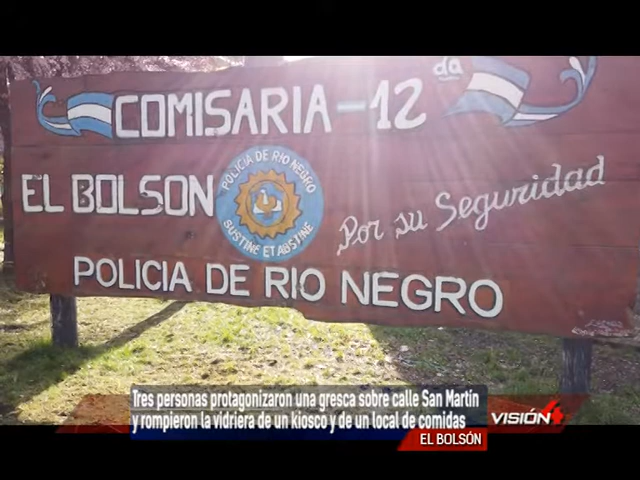 COMISARIA-12da
EL BOLSON
POLICIA DE RIO NEGRO
SUSTINE ET ABSTINE
Por su Seguridad
POLICIA DE RIO NEGRO
Tres personas protagonizaron una gresca sobre calle San Martín
y rompieron la vidriera de un kiosco y de un local de comidas
VISIÓN 4
EL BOLSÓN